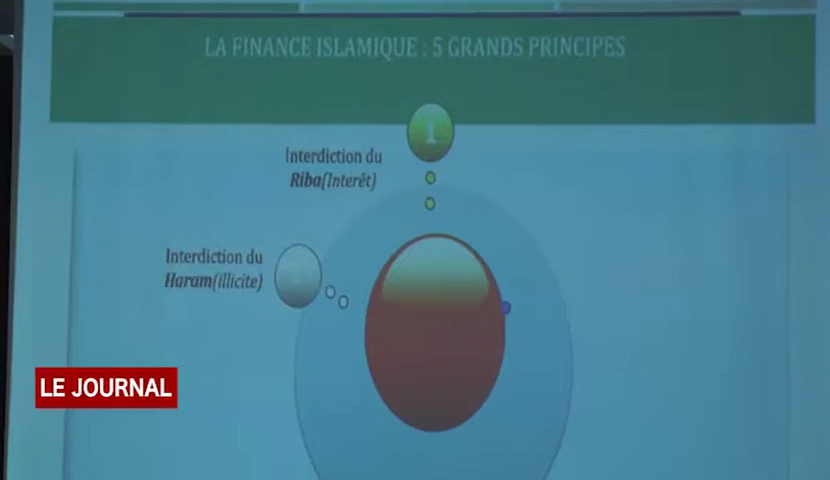 LA FINANCE ISLAMIQUE : 5 GRANDS PRINCIPES
1
Interdiction du
Riba(Interêt)
Interdiction du
Haram(illicite)
LE JOURNAL